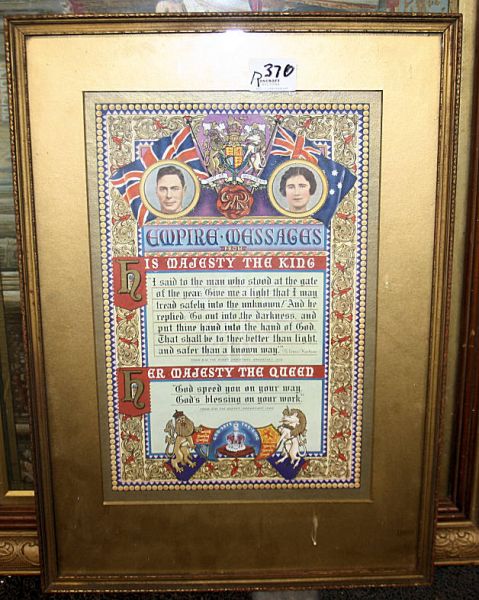 370
EMPIRE · MESSAGES
FROM
HIS MAJESTY THE KING
"I said to the man who stood at the gate
of the year: Give me a light that I may
tread safely into the unknown! And he
replied: Go out into the darkness, and
put thine hand into the hand of God.
That shall be to thee better than light,
and safer than a known way."
HER MAJESTY THE QUEEN
"God speed you on your way,
God's blessing on your work."